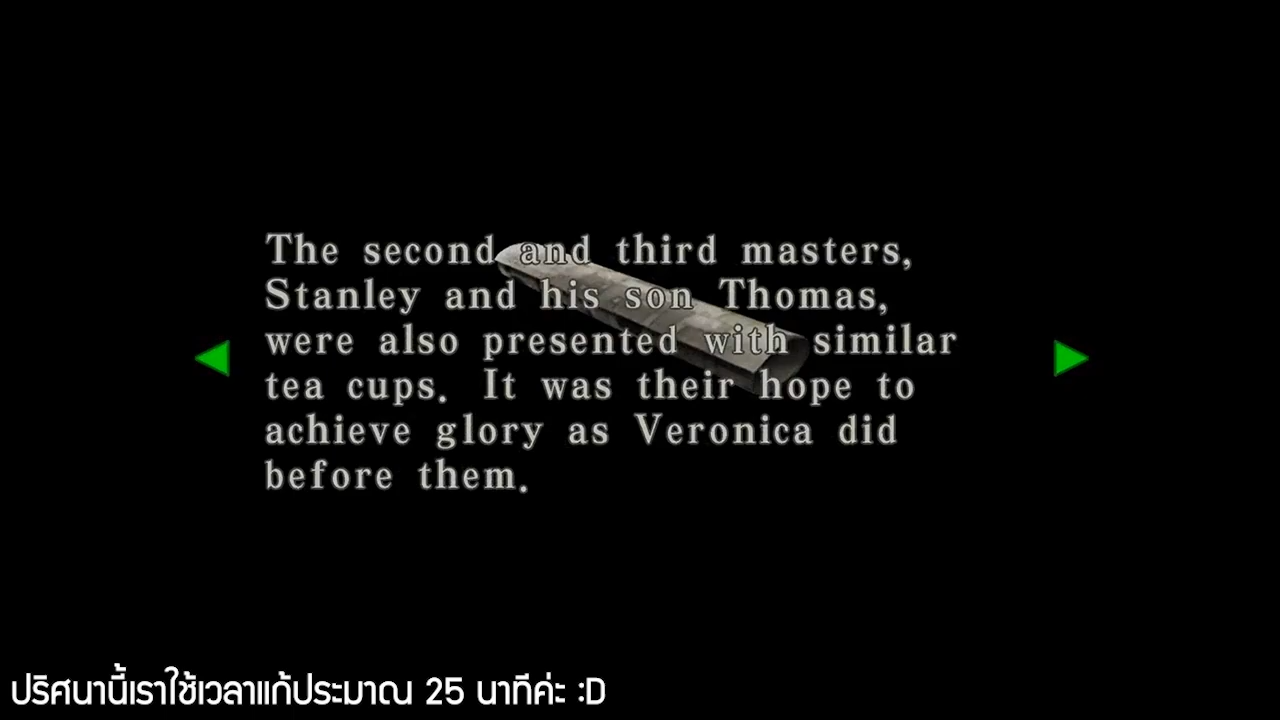 The second and third masters,
Stanley and his son Thomas,
were also presented with similar
tea cups. It was their hope to
achieve glory as Veronica did
before them.
ปริศนานี้เราใช้เวลาแก้ประมาณ 25 นาทีค่ะ :D